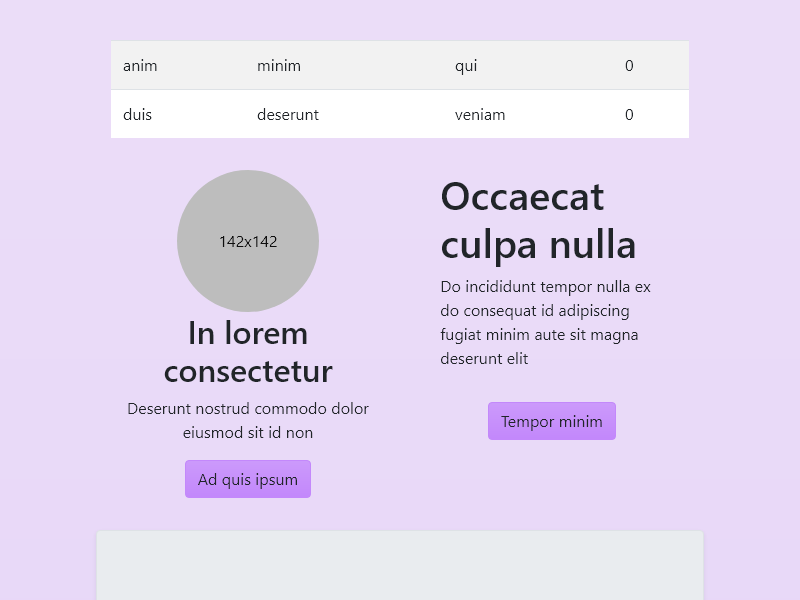 anim minim qui 0
duis deserunt veniam 0
142x142
In lorem
consectetur
Deserunt nostrud commodo dolor
eiusmod sit id non
Ad quis ipsum
Occaecat
culpa nulla
Do incididunt tempor nulla ex
do consequat id adipiscing
fugiat minim aute sit magna
deserunt elit
Tempor minim